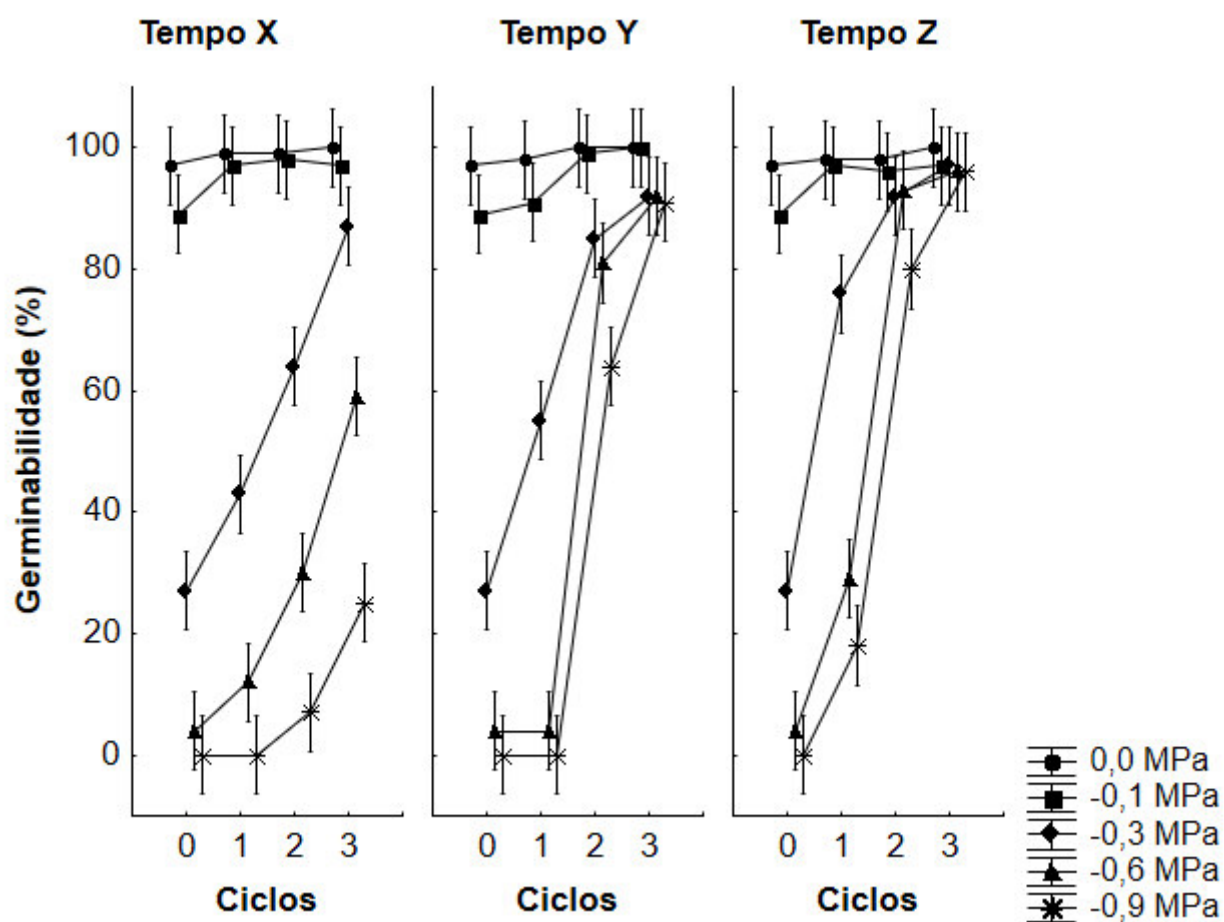 Tempo X Tempo Y Tempo Z
Germinabilidade (%)
100
80
60
40
20
0
0 1 2 3 0 1 2 3 0 1 2 3
Ciclos Ciclos Ciclos
0,0 MPa
-0,1 MPa
-0,3 MPa
-0,6 MPa
-0,9 MPa